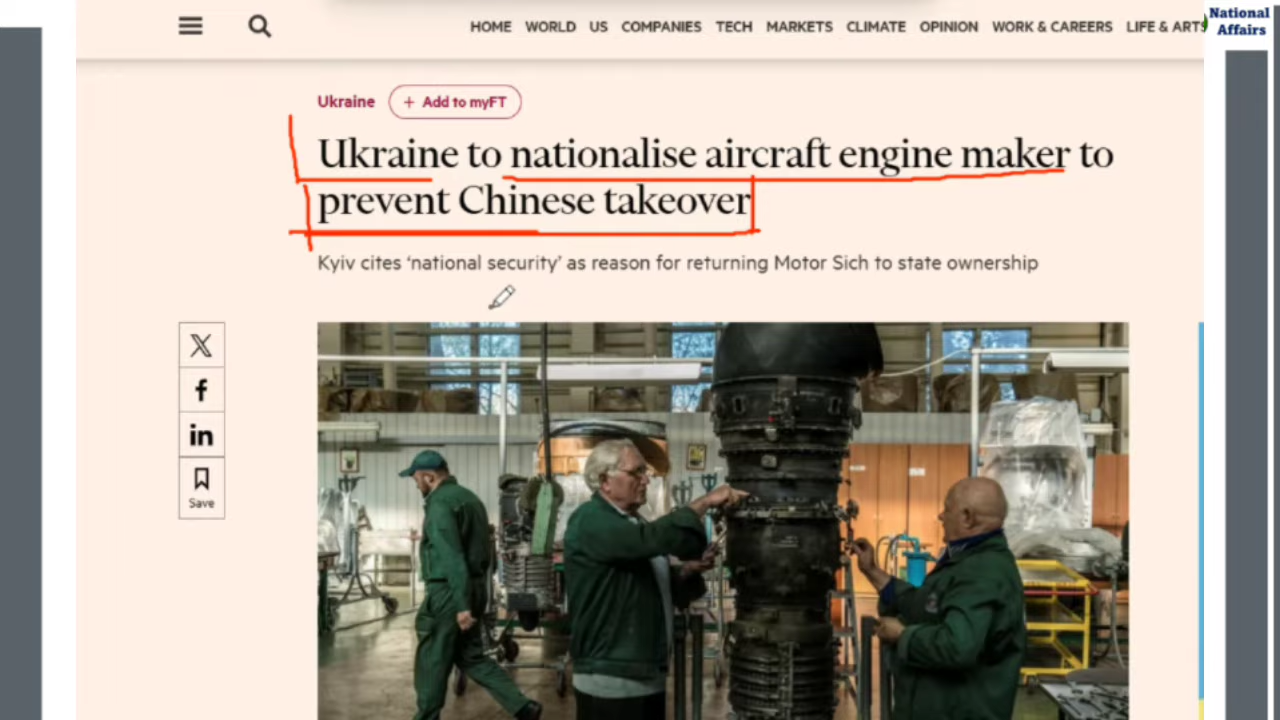 National
Affairs
HOME WORLD US COMPANIES TECH MARKETS CLIMATE OPINION WORK & CAREERS LIFE & ARTS
Ukraine
+ Add to myFT
Ukraine to nationalise aircraft engine maker to
prevent Chinese takeover
Kyiv cites ‘national security’ as reason for returning Motor Sich to state ownership
X
f
in
Save